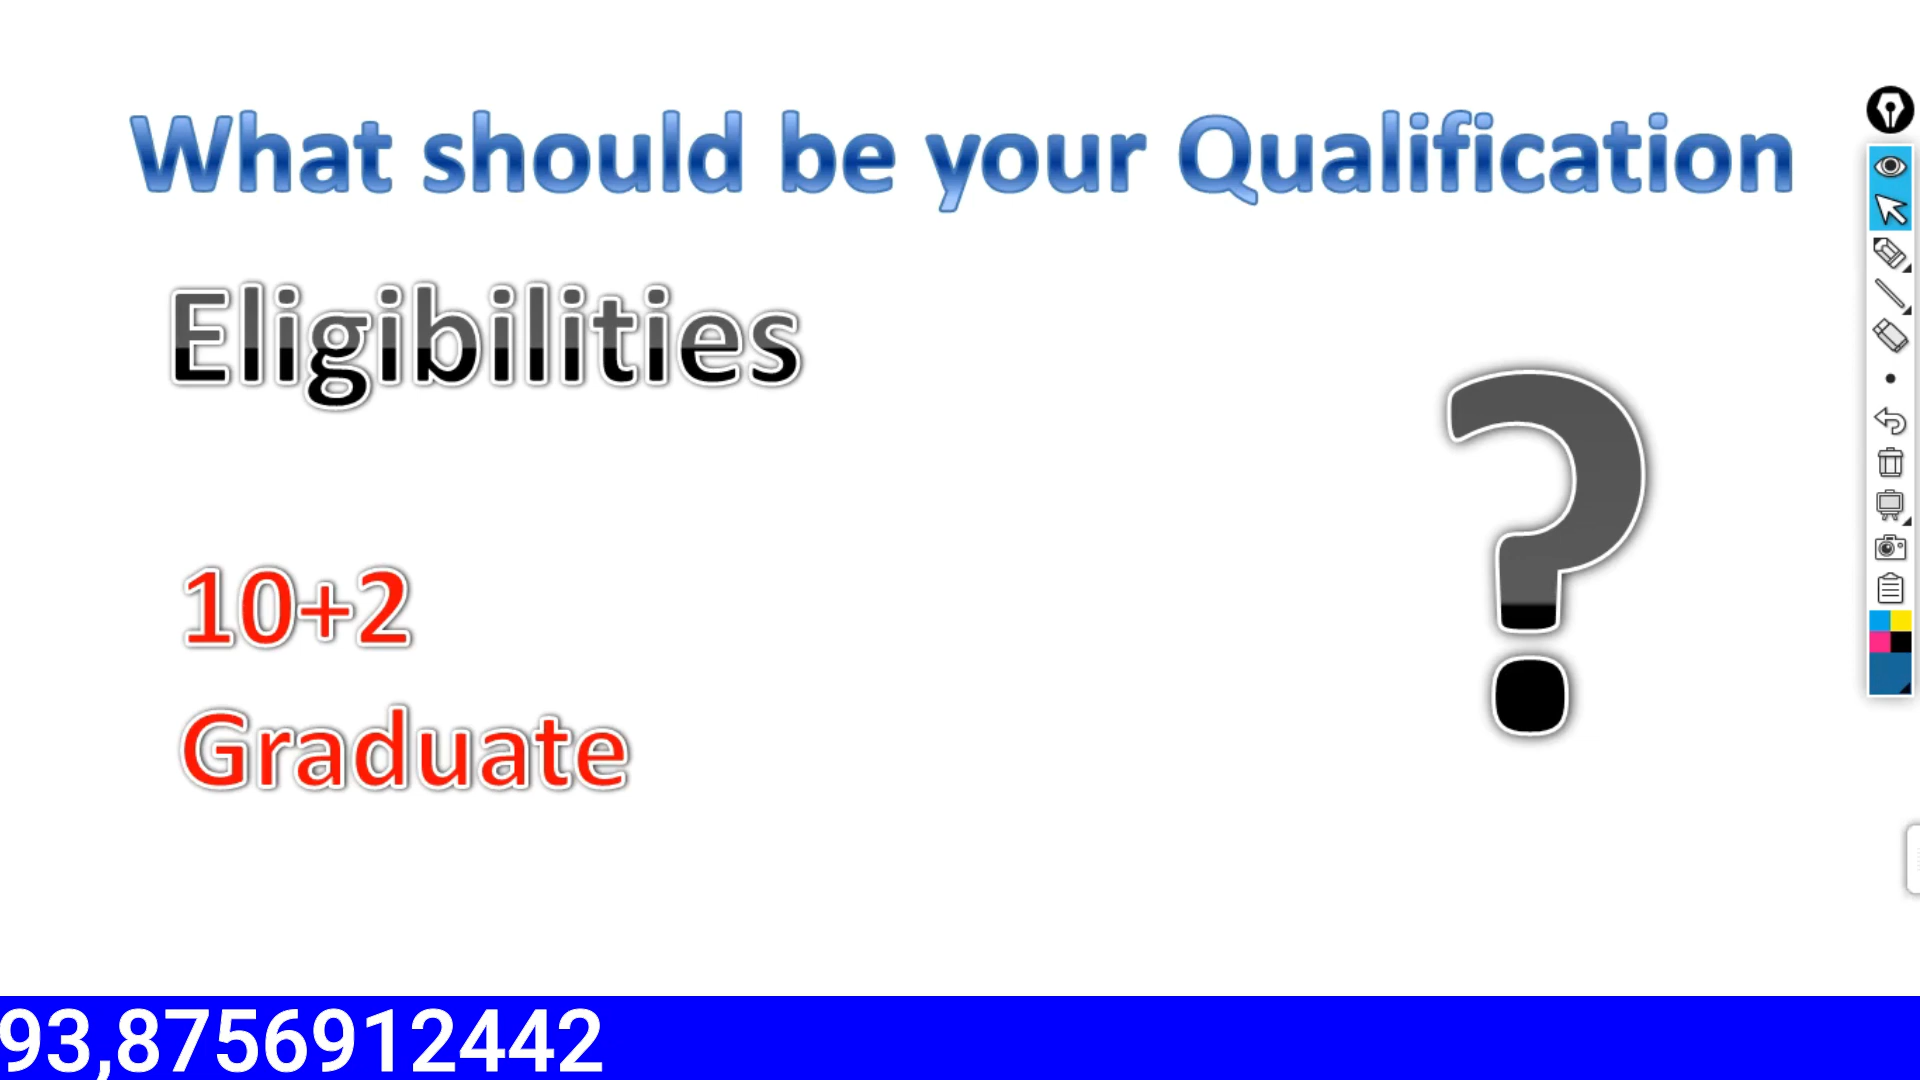 What should be your Qualification
Eligibilities
?
10+2
Graduate
93,8756912442